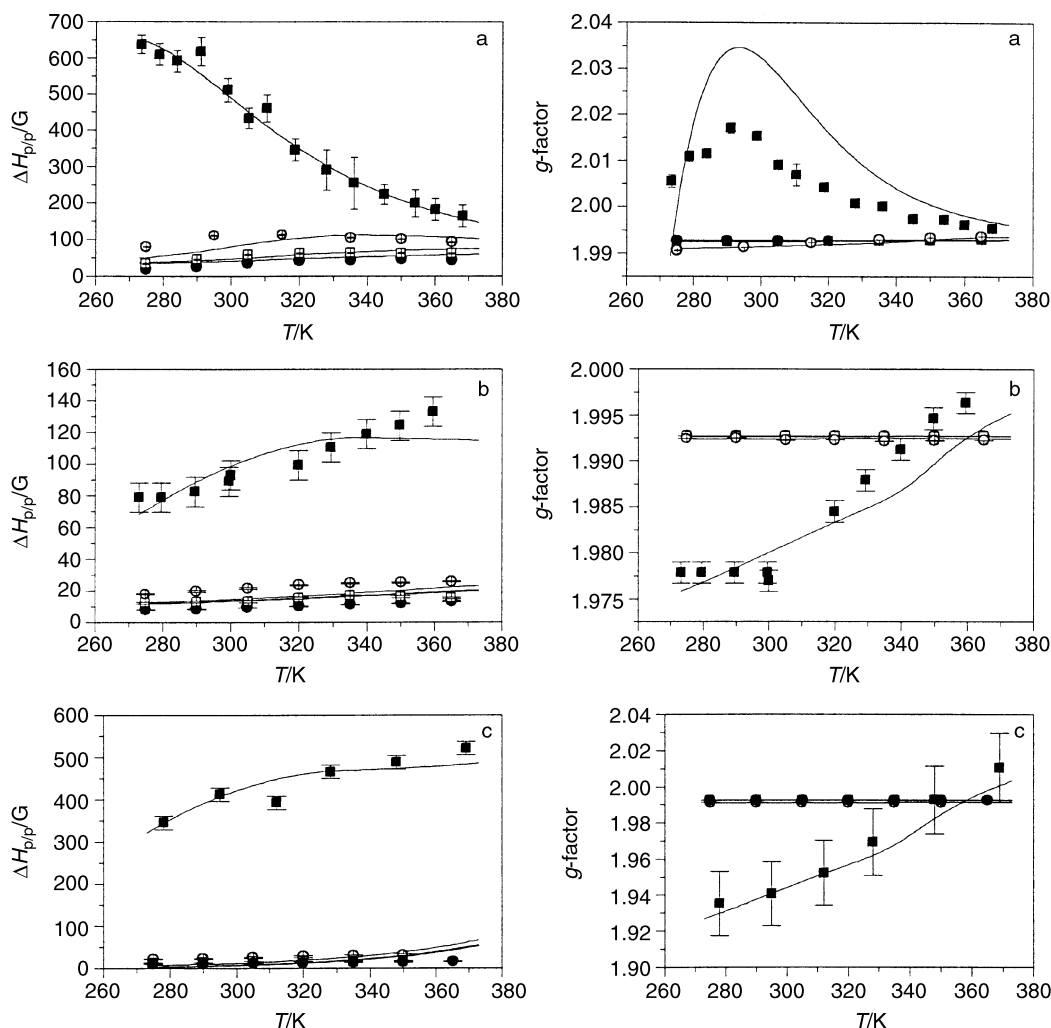 700
600
500
400
300
200
100
0
ΔHp/p/G
a
260 280 300 320 340 360 380
T/K
2.04
2.03
2.02
2.01
2.00
1.99
g-factor
a
260 280 300 320 340 360 380
T/K
160
140
120
100
80
60
40
20
0
ΔHp/p/G
b
260 280 300 320 340 360 380
T/K
2.000
1.995
1.990
1.985
1.980
1.975
g-factor
b
260 280 300 320 340 360 380
T/K
600
500
400
300
200
100
0
ΔHp/p/G
c
260 280 300 320 340 360 380
T/K
2.04
2.02
2.00
1.98
1.96
1.94
1.92
1.90
g-factor
c
260 280 300 320 340 360 380
T/K